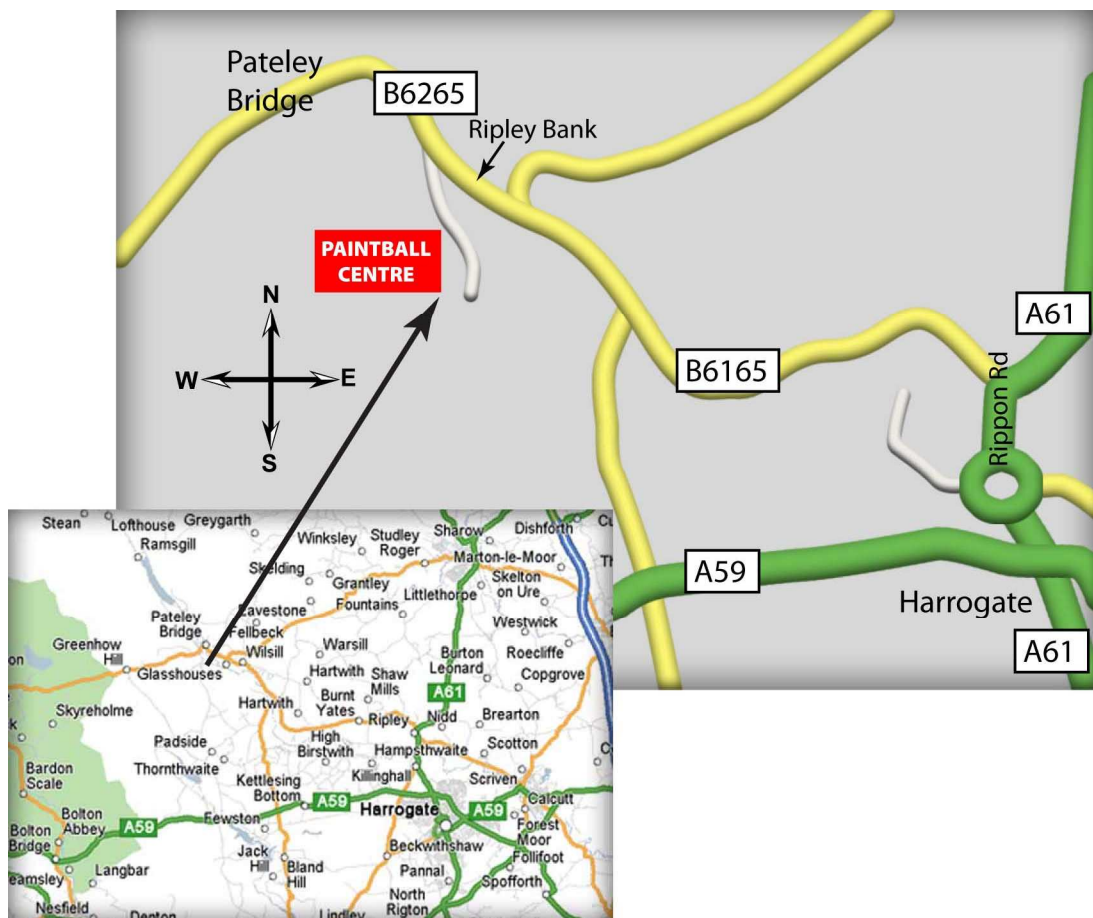 Pateley
Bridge
B6265
Ripley Bank
PAINTBALL
CENTRE
N
W
E
S
A61
B6165
Rippon Rd
A59
Harrogate
A61
Stean
Lofthouse
Greygarth
Ramsgill
Winksley
Studley
Roger
Sharow
Dishforth
Marton-le-Moor
Skelding
Grantley
Skelton
on Ure
Littlethorpe
Eavestone
Fountains
Pateley
Bridge
Fellbeck
Westwick
Greenhow
Hill
Wilsill
Warsill
Burton
Leonard
Roecliffe
Glasshouses
Hartwith
Shaw
Mills
Copgrove
A61
Skyreholme
Hartwith
Burnt
Yates
Ripley
Nidd
Brearton
Padside
High
Birstwith
Hampsthwaite
Scotton
Thornthwaite
Killinghall
Scriven
Bardon
Scale
Kettlesing
Bottom
A59
A59
Calcutt
Harrogate
Bolton
Abbey
A59
Fewston
Forest
Moor
Bolton
Bridge
Jack
Hill
Bland
Hill
Beckwithshaw
Follifoot
Langbar
Pannal
Spofforth
Nesfield
Denton
Lindley
North
Rigton